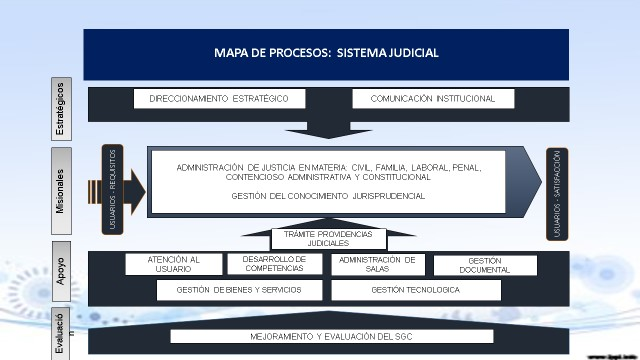 MAPA DE PROCESOS: SISTEMA JUDICIAL
Estratégicos
DIRECCIONAMIENTO ESTRATÉGICO
COMUNICACIÓN INSTITUCIONAL
Misionales
USUARIOS - REQUISITOS
ADMINISTRACIÓN DE JUSTICIA EN MATERIA: CIVIL, FAMILIA, LABORAL, PENAL,
CONTENCIOSO ADMINISTRATIVA Y CONSTITUCIONAL
GESTIÓN DEL CONOCIMIENTO JURISPRUDENCIAL
USUARIOS - SATISFACCIÓN
TRÁMITE PROVIDENCIAS
JUDICIALES
Apoyo
ATENCIÓN AL
USUARIO
DESARROLLO DE
COMPETENCIAS
ADMINISTRACIÓN DE
SALAS
GESTIÓN
DOCUMENTAL
GESTIÓN DE BIENES Y SERVICIOS
GESTIÓN TECNOLOGICA
Evaluació
n
MEJORAMIENTO Y EVALUACIÓN DEL SGC